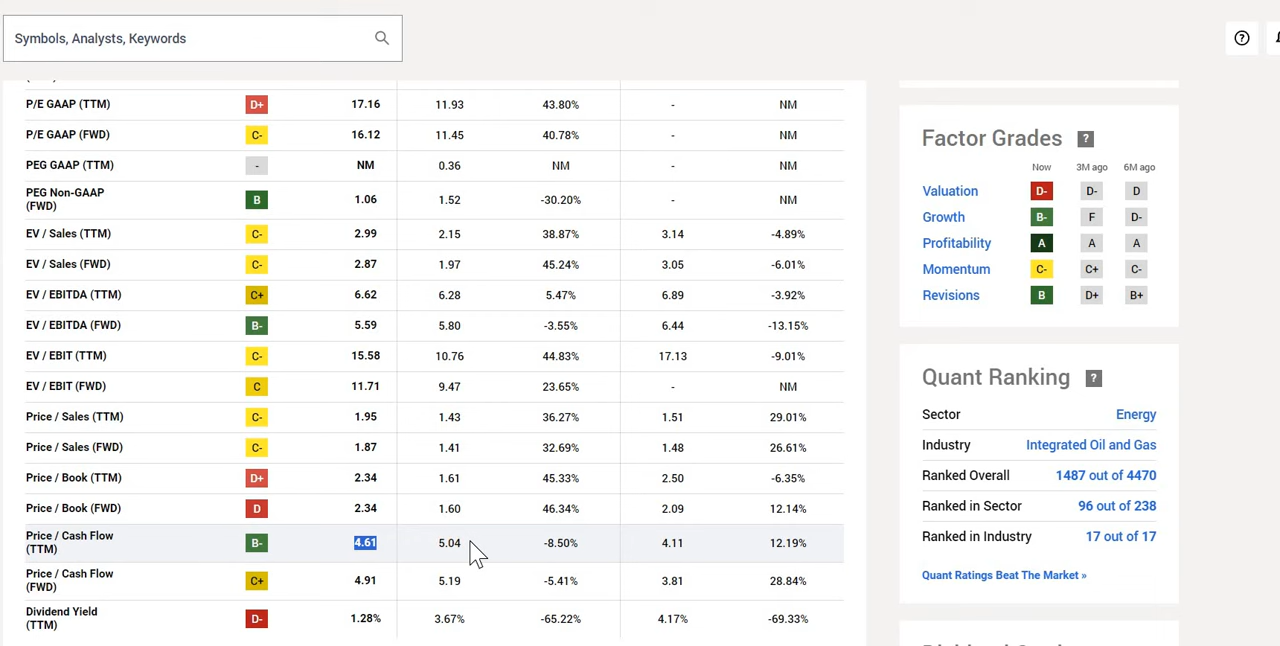 Symbols, Analysts, Keywords
P/E GAAP (TTM) D+ 17.16 11.93 43.80% - NM
P/E GAAP (FWD) C- 16.12 11.45 40.78% - NM
PEG GAAP (TTM) - NM 0.36 NM - NM
PEG Non-GAAP
(FWD) B 1.06 1.52 -30.20% - NM
EV / Sales (TTM) C- 2.99 2.15 38.87% 3.14 -4.89%
EV / Sales (FWD) C- 2.87 1.97 45.24% 3.05 -6.01%
EV / EBITDA (TTM) C+ 6.62 6.28 5.47% 6.89 -3.92%
EV / EBITDA (FWD) B- 5.59 5.80 -3.55% 6.44 -13.15%
EV / EBIT (TTM) C- 15.58 10.76 44.83% 17.13 -9.01%
EV / EBIT (FWD) C 11.71 9.47 23.65% - NM
Price / Sales (TTM) C- 1.95 1.43 36.27% 1.51 29.01%
Price / Sales (FWD) C- 1.87 1.41 32.69% 1.48 26.61%
Price / Book (TTM) D+ 2.34 1.61 45.33% 2.50 -6.35%
Price / Book (FWD) D 2.34 1.60 46.34% 2.09 12.14%
Price / Cash Flow
(TTM) B- 4.61 5.04 -8.50% 4.11 12.19%
Price / Cash Flow
(FWD) C+ 4.91 5.19 -5.41% 3.81 28.84%
Dividend Yield
(TTM) D- 1.28% 3.67% -65.22% 4.17% -69.33%
Factor Grades ?
Now 3M ago 6M ago
Valuation D- D- D
Growth B- F D-
Profitability A A A
Momentum C- C+ C-
Revisions B D+ B+
Quant Ranking ?
Sector Energy
Industry Integrated Oil and Gas
Ranked Overall 1487 out of 4470
Ranked in Sector 96 out of 238
Ranked in Industry 17 out of 17
Quant Ratings Beat The Market »